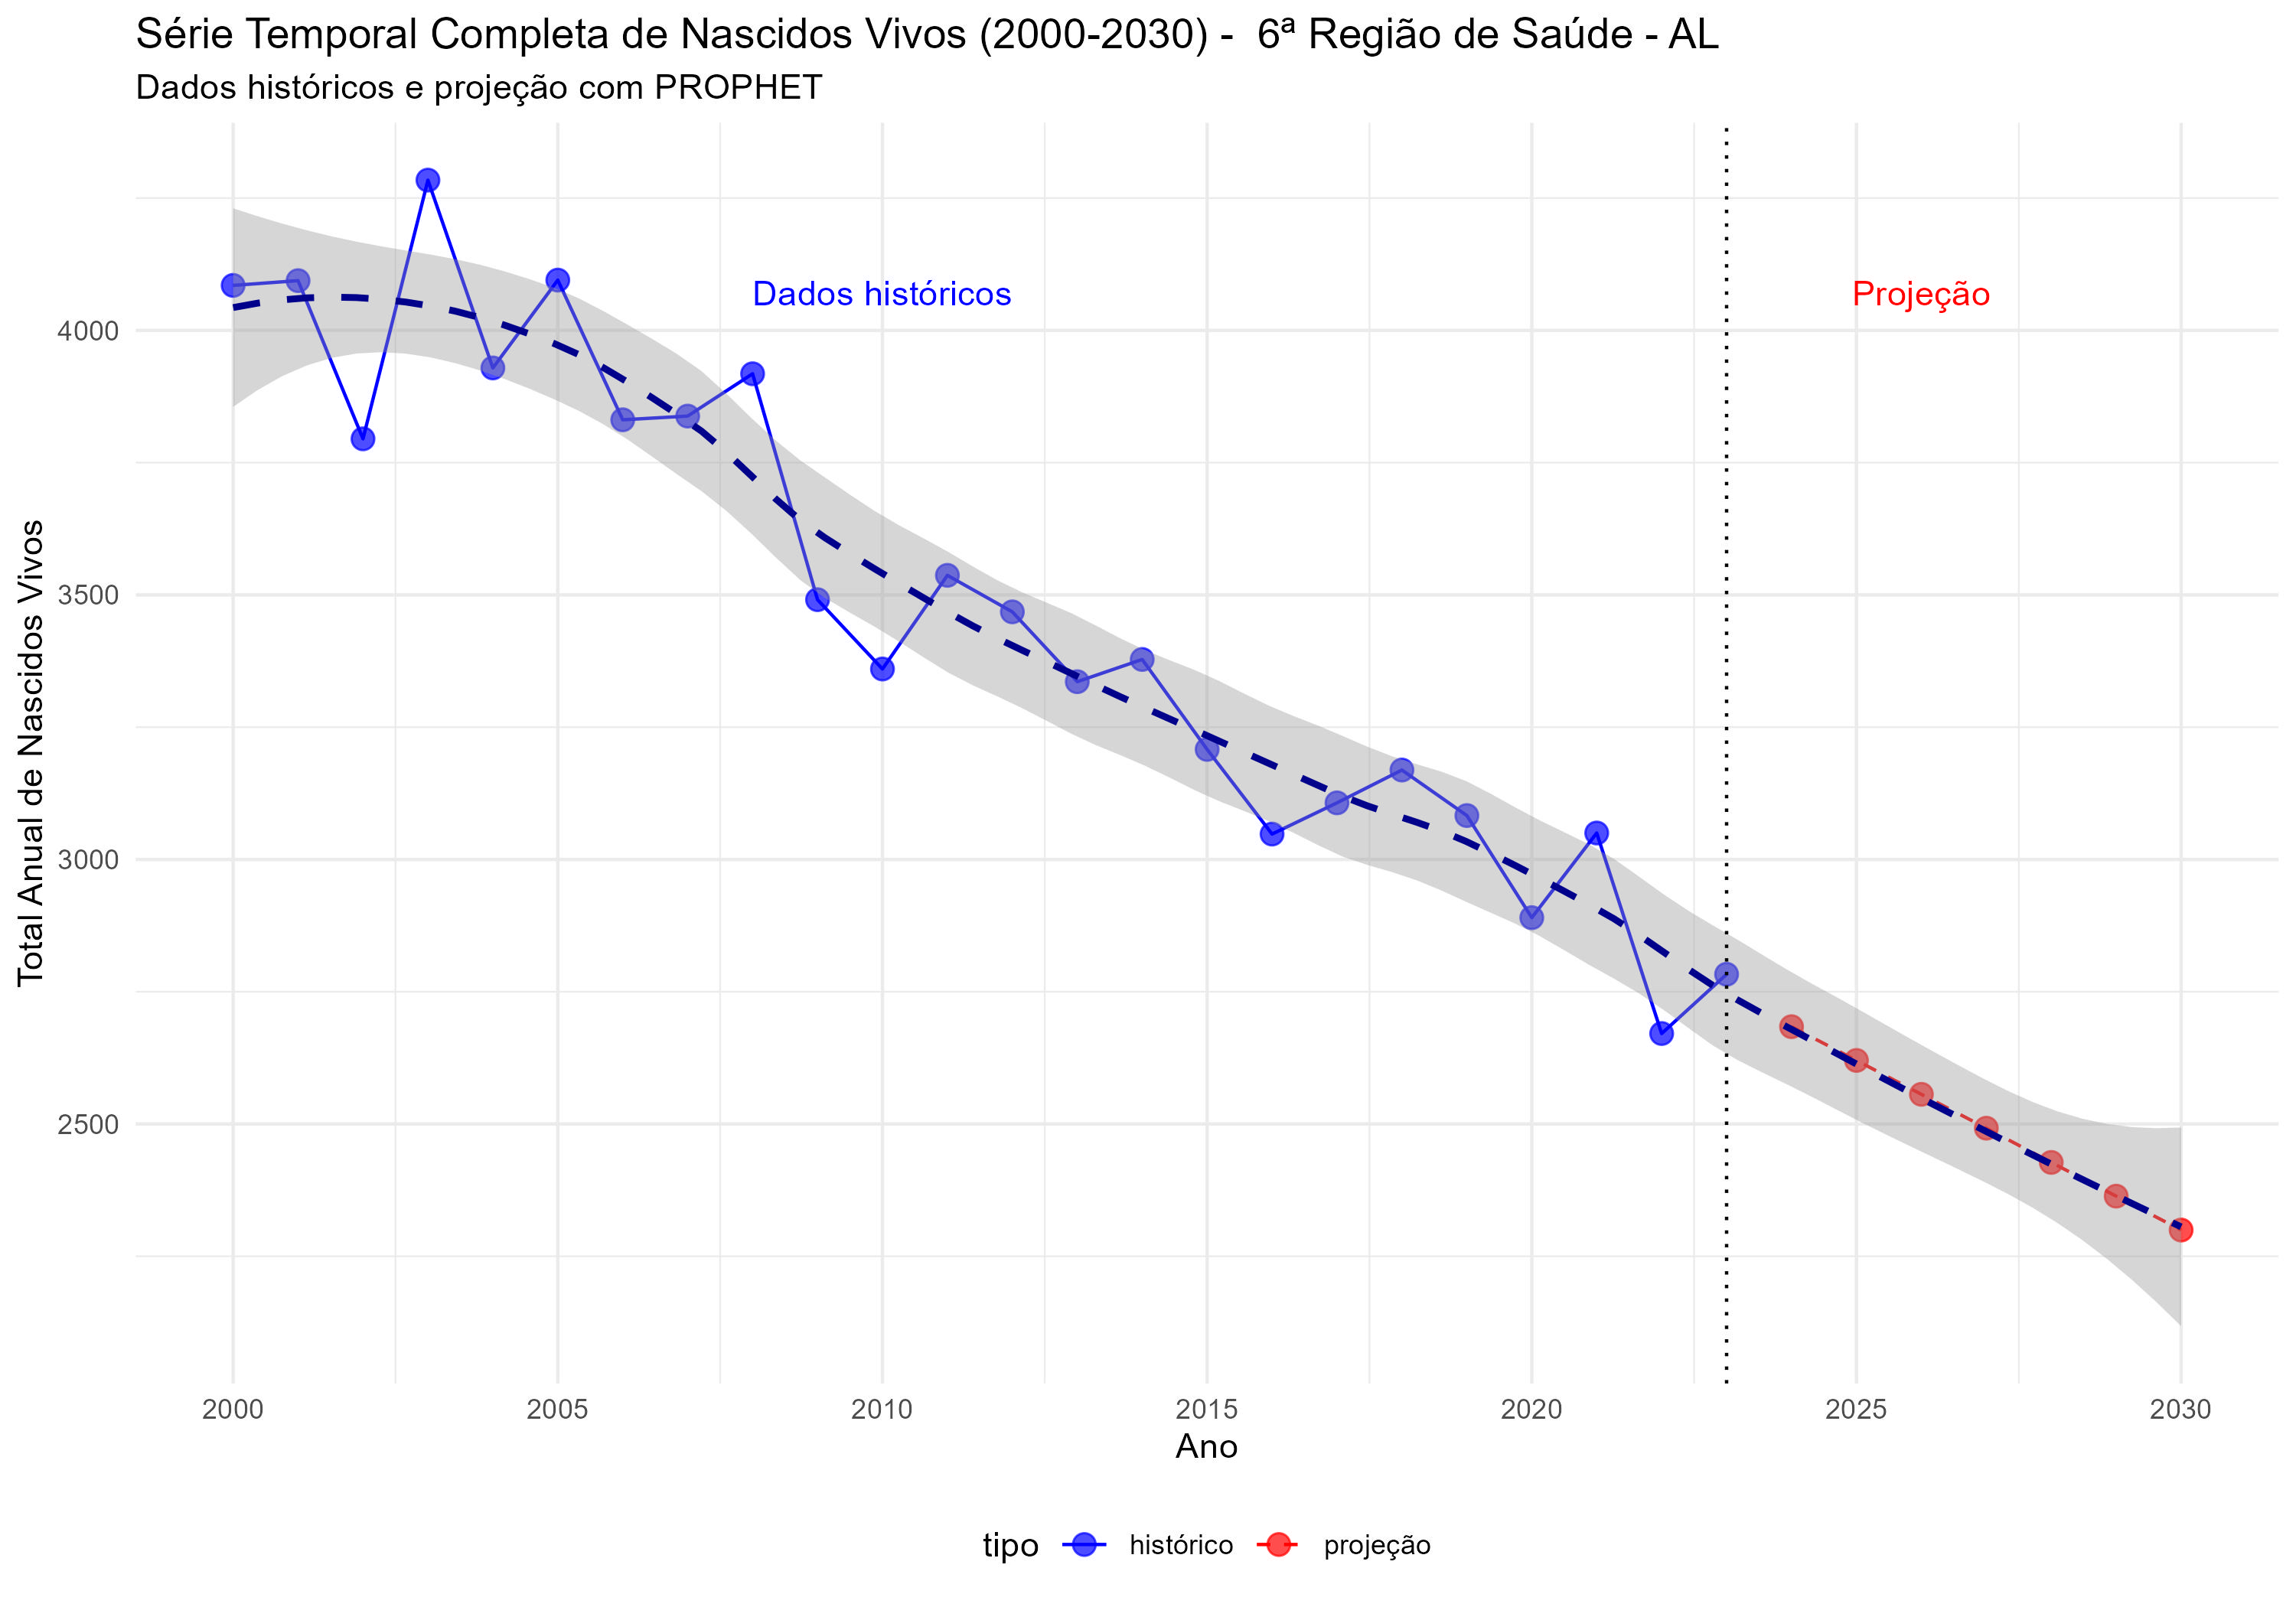 Série Temporal Completa de Nascidos Vivos (2000-2030) -  6ª Região de Saúde - AL
Dados históricos e projeção com PROPHET
Total Anual de Nascidos Vivos
4000
3500
3000
2500
Dados históricos
Projeção
2000 2005 2010 2015 2020 2025 2030
Ano
tipo histórico projeção